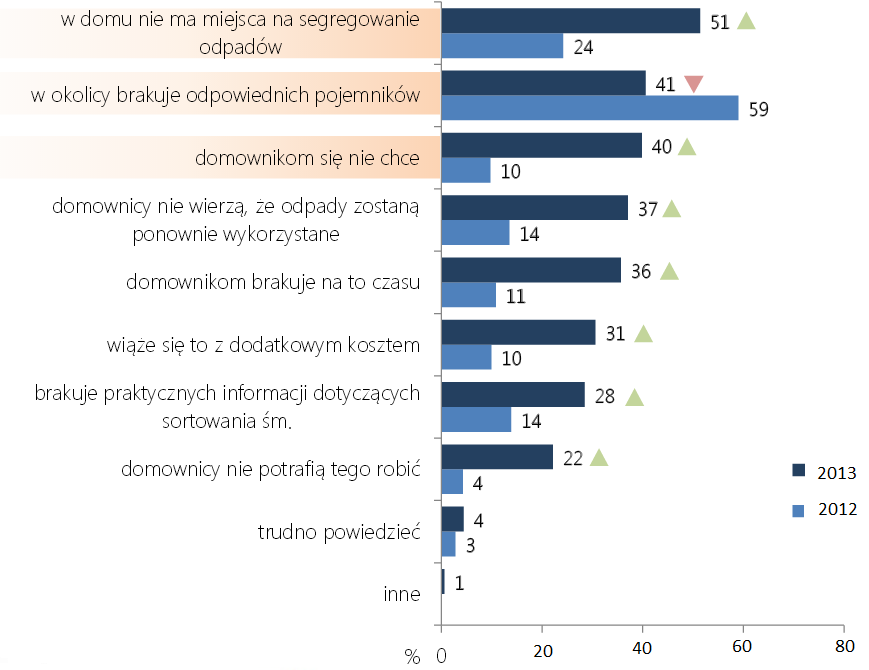 w domu nie ma miejsca na segregowanie
odpadów
51
24
w okolicy brakuje odpowiednich pojemników
41
59
domownikom się nie chce
40
10
domownicy nie wierzą, że odpady zostaną
ponownie wykorzystane
37
14
domownikom brakuje na to czasu
36
11
wiąże się to z dodatkowym kosztem
31
10
brakuje praktycznych informacji dotyczących
sortowania śm.
28
14
domownicy nie potrafią tego robić
22
4
2013
2012
trudno powiedzieć
4
3
inne
1
% 0 20 40 60 80